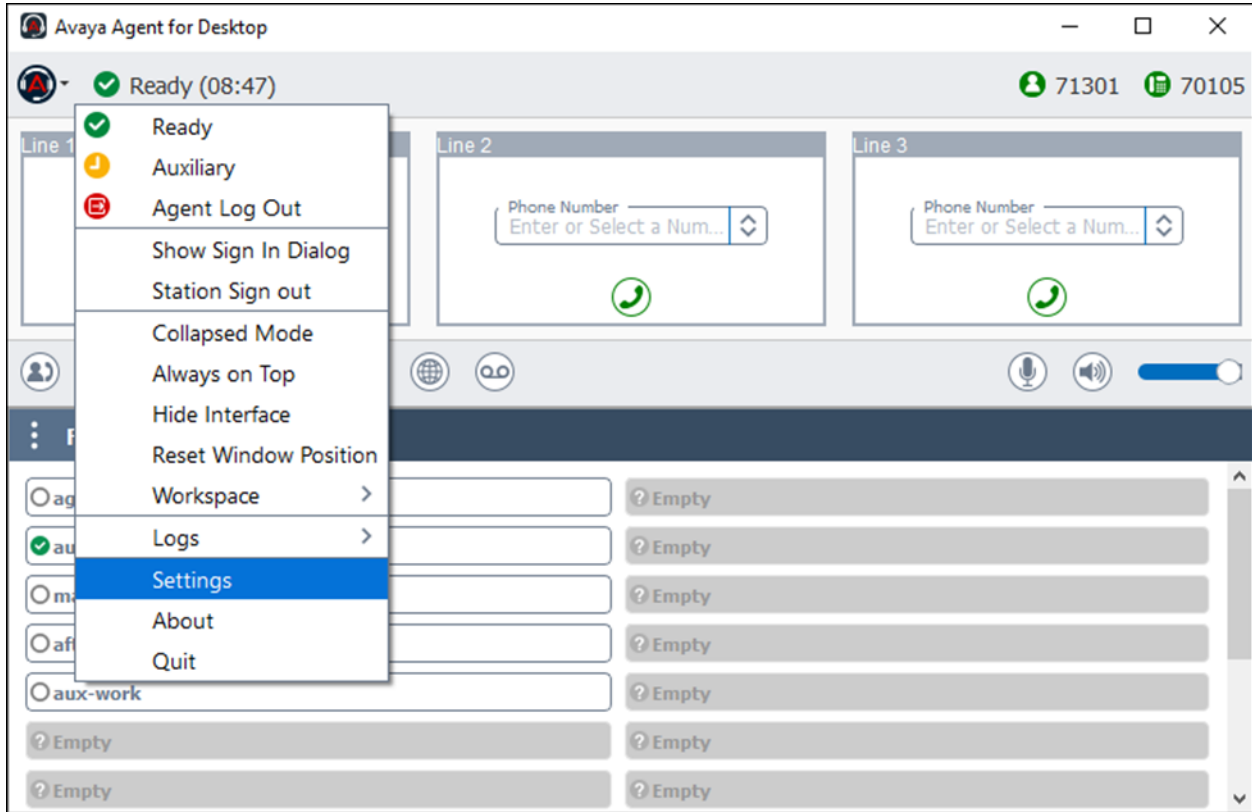 Avaya Agent for Desktop
Ready (08:47)
71301
70105
Ready
Auxiliary
Agent Log Out
Show Sign In Dialog
Station Sign out
Collapsed Mode
Always on Top
Hide Interface
Reset Window Position
Workspace
Logs
Settings
About
Quit
Line 1
Line 2
Phone Number
Enter or Select a Num...
Line 3
Phone Number
Enter or Select a Num...
aux-work
Empty
Empty
Empty
Empty
Empty
Empty
Empty
Empty
Empty